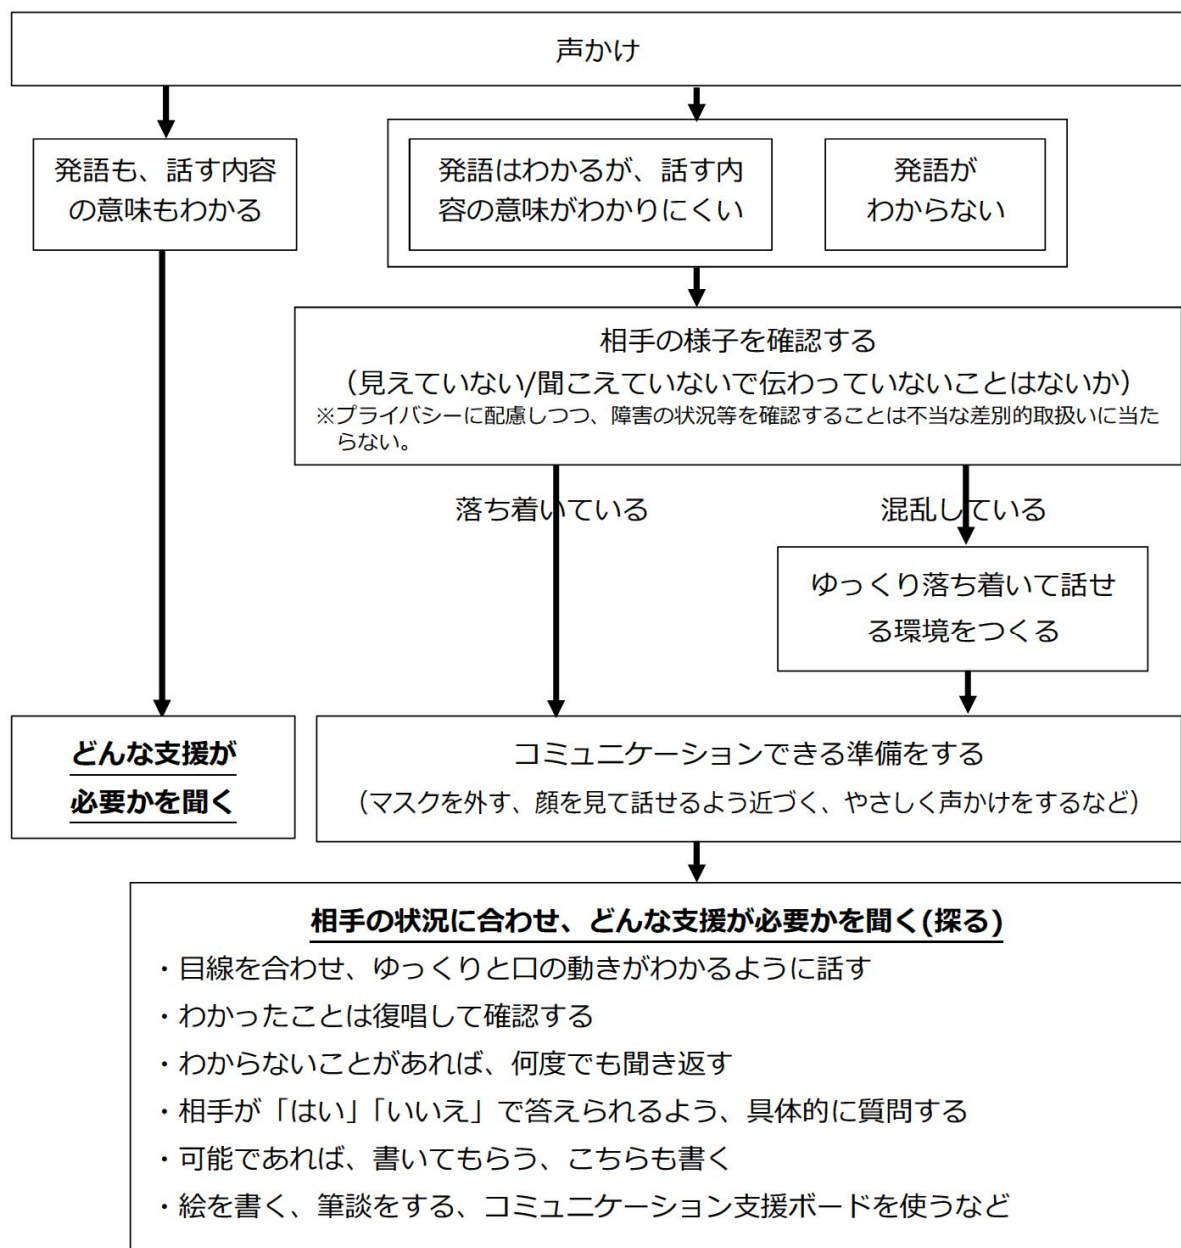 声かけ
発語も、話す内容
の意味もわかる
発語はわかるが、話す内
容の意味がわかりにくい
発語が
わからない
相手の様子を確認する
（見えていない/聞こえていないで伝わっていないことはないか）
※プライバシーに配慮しつつ、障害の状況等を確認することは不当な差別的取扱いに当た
らない。
落ち着いている
混乱している
ゆっくり落ち着いて話せ
る環境をつくる
どんな支援が
必要かを聞く
コミュニケーションできる準備をする
（マスクを外す、顔を見て話せるよう近づく、やさしく声かけをするなど）
相手の状況に合わせ、どんな支援が必要かを聞く(探る)
・目線を合わせ、ゆっくりと口の動きがわかるように話す
・わかったことは復唱して確認する
・わからないことがあれば、何度でも聞き返す
・相手が「はい」「いいえ」で答えられるよう、具体的に質問する
・可能であれば、書いてもらう、こちらも書く
・絵を書く、筆談をする、コミュニケーション支援ボードを使うなど